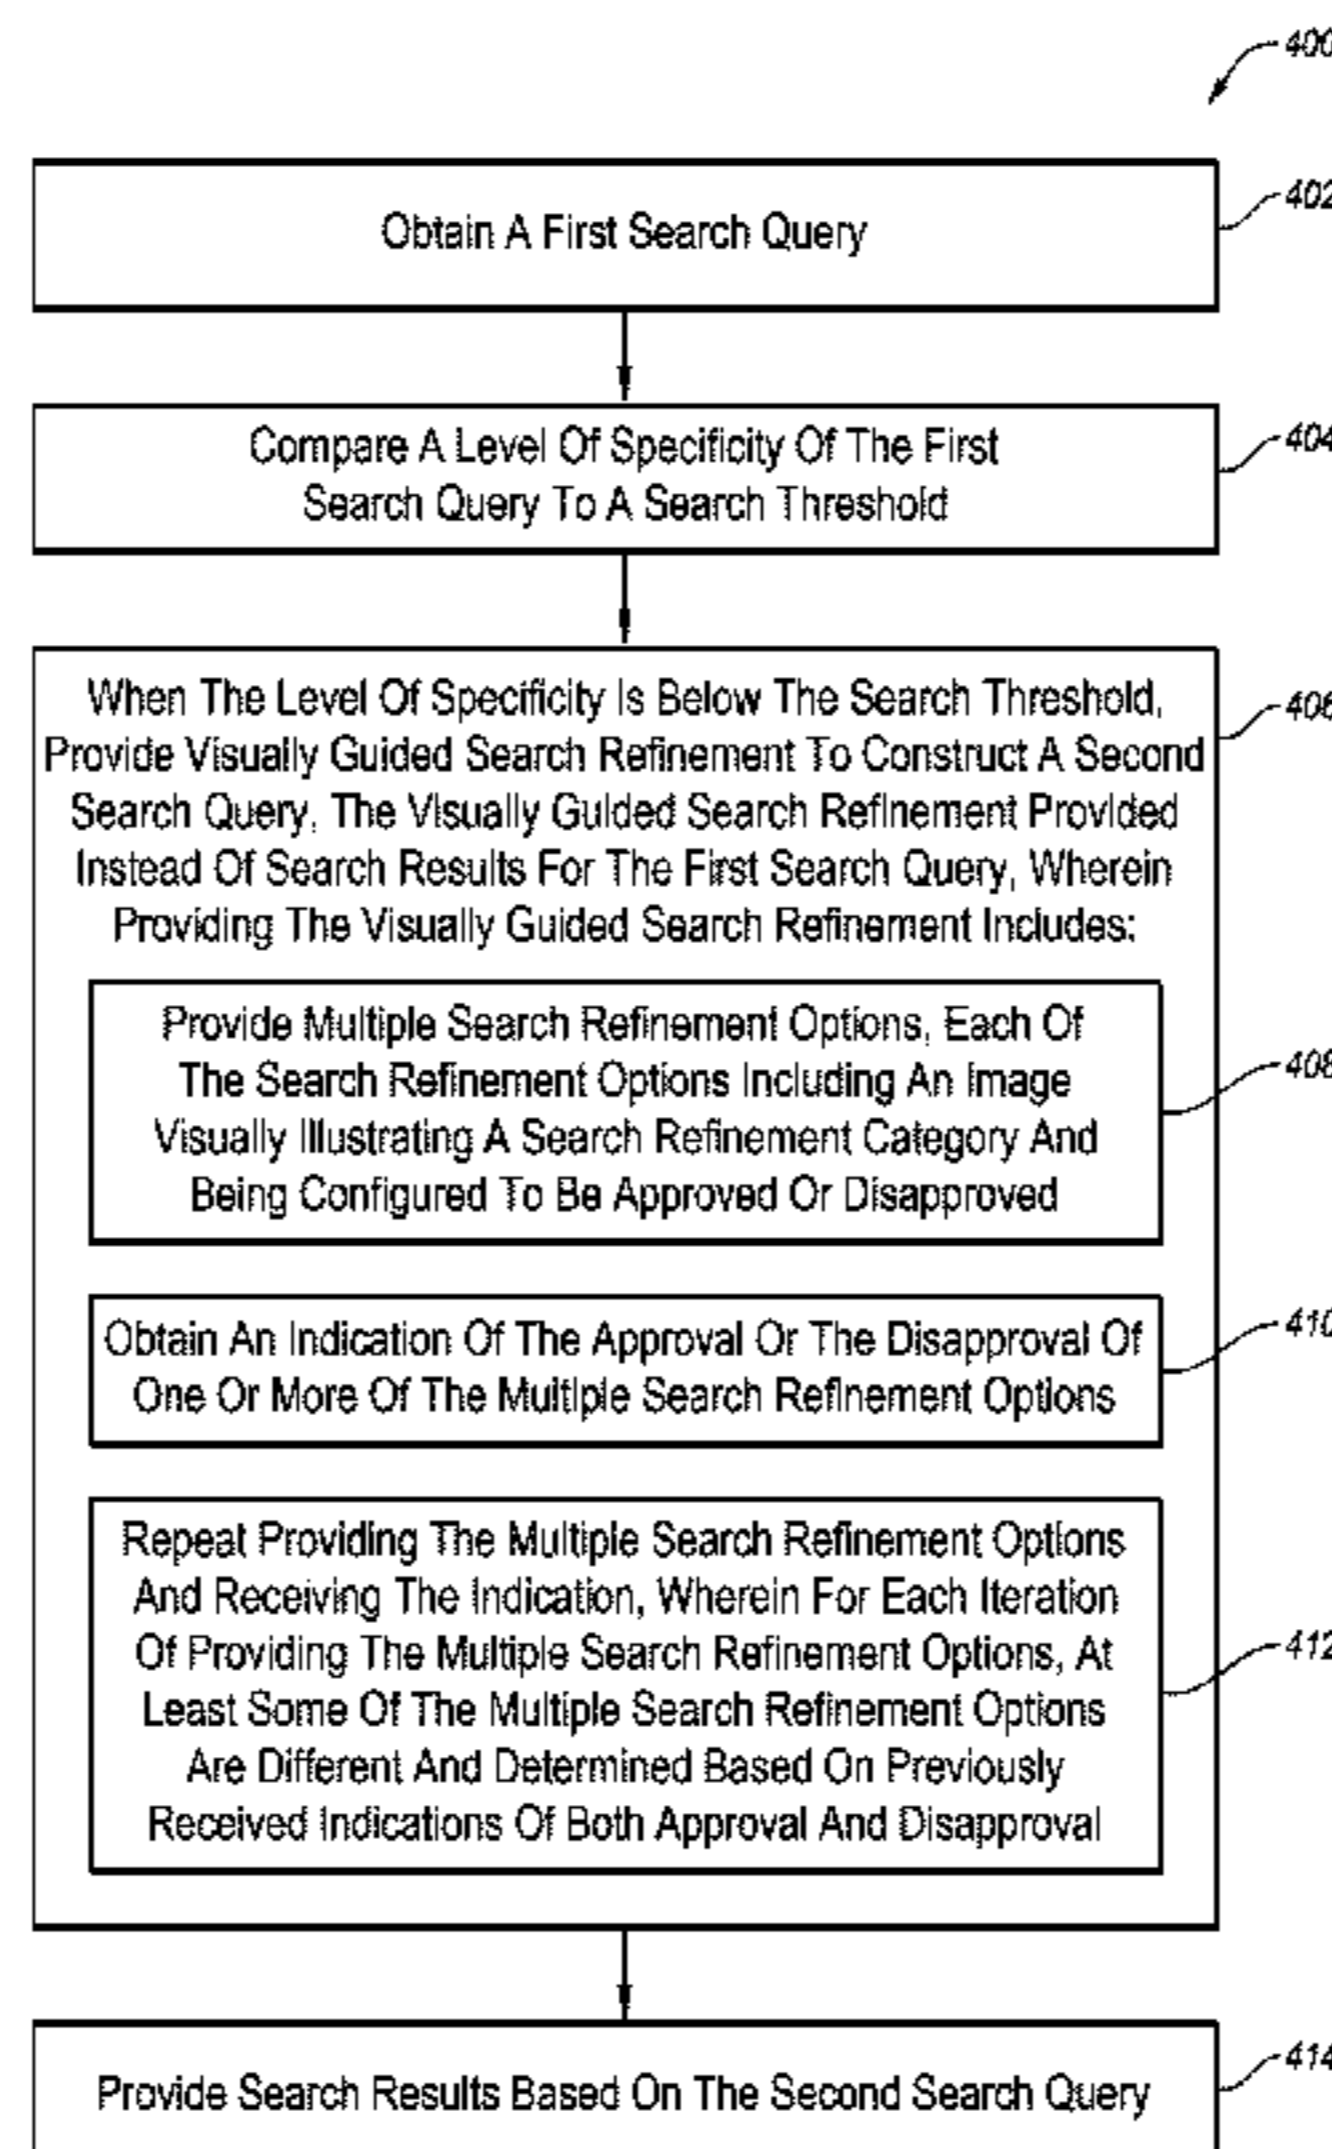 400
Obtain A First Search Query
402
Compare A Level Of Specificity Of The First
Search Query To A Search Threshold
404
When The Level Of Specificity Is Below The Search Threshold,
Provide Visually Guided Search Refinement To Construct A Second
Search Query, The Visually Guided Search Refinement Provided
Instead Of Search Results For The First Search Query, Wherein
Providing The Visually Guided Search Refinement Includes:
406
Provide Multiple Search Refinement Options, Each Of
The Search Refinement Options Including An Image
Visually Illustrating A Search Refinement Category And
Being Configured To Be Approved Or Disapproved
408
Obtain An Indication Of The Approval Or The Disapproval Of
One Or More Of The Multiple Search Refinement Options
410
Repeat Providing The Multiple Search Refinement Options
And Receiving The Indication, Wherein For Each Iteration
Of Providing The Multiple Search Refinement Options, At
Least Some Of The Multiple Search Refinement Options
Are Different And Determined Based On Previously
Received Indications Of Both Approval And Disapproval
412
Provide Search Results Based On The Second Search Query
414